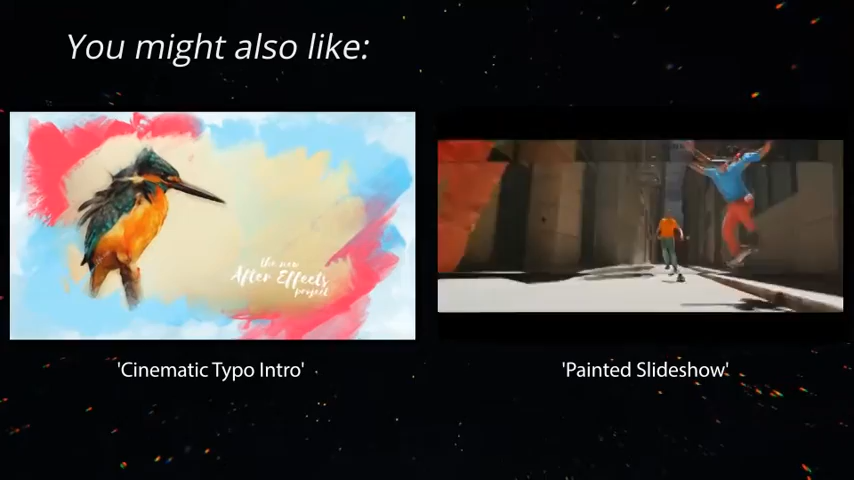 You might also like:
the new
After Effects
project
'Cinematic Typo Intro'
'Painted Slideshow'